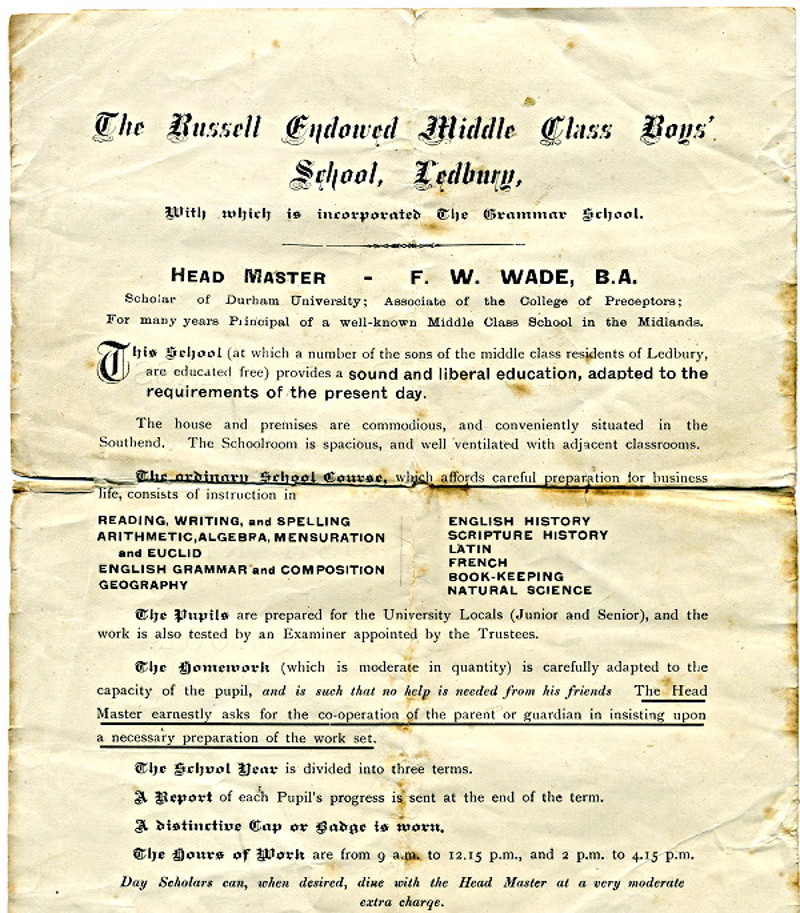 The Russell Endowed Middle Class Boys'
School, Ledbury,
With which is incorporated The Grammar School.
HEAD MASTER - F. W. WADE, B.A.
Scholar of Durham University; Associate of the College of Preceptors;
For many years Principal of a well-known Middle Class School in the Midlands.
This School (at which a number of the sons of the middle class residents of Ledbury,
are educated free) provides a sound and liberal education, adapted to the
requirements of the present day.
The house and premises are commodious, and conveniently situated in the
Southend. The Schoolroom is spacious, and well ventilated with adjacent classrooms.
The ordinary School Course, which affords careful preparation for business
life, consists of instruction in
READING, WRITING, and SPELLING
ARITHMETIC, ALGEBRA, MENSURATION
and EUCLID
ENGLISH GRAMMAR and COMPOSITION
GEOGRAPHY
ENGLISH HISTORY
SCRIPTURE HISTORY
LATIN
FRENCH
BOOK-KEEPING
NATURAL SCIENCE
The Pupils are prepared for the University Locals (Junior and Senior), and the
work is also tested by an Examiner appointed by the Trustees.
The Homework (which is moderate in quantity) is carefully adapted to the
capacity of the pupil, and is such that no help is needed from his friends The Head
Master earnestly asks for the co-operation of the parent or guardian in insisting upon
a necessary preparation of the work set.
The School Year is divided into three terms.
A Report of each Pupil's progress is sent at the end of the term.
A distinctive Cap or Badge is worn.
The Hours of Work are from 9 a.m. to 12.15 p.m., and 2 p.m. to 4.15 p.m.
Day Scholars can, when desired, dine with the Head Master at a very moderate
extra charge.